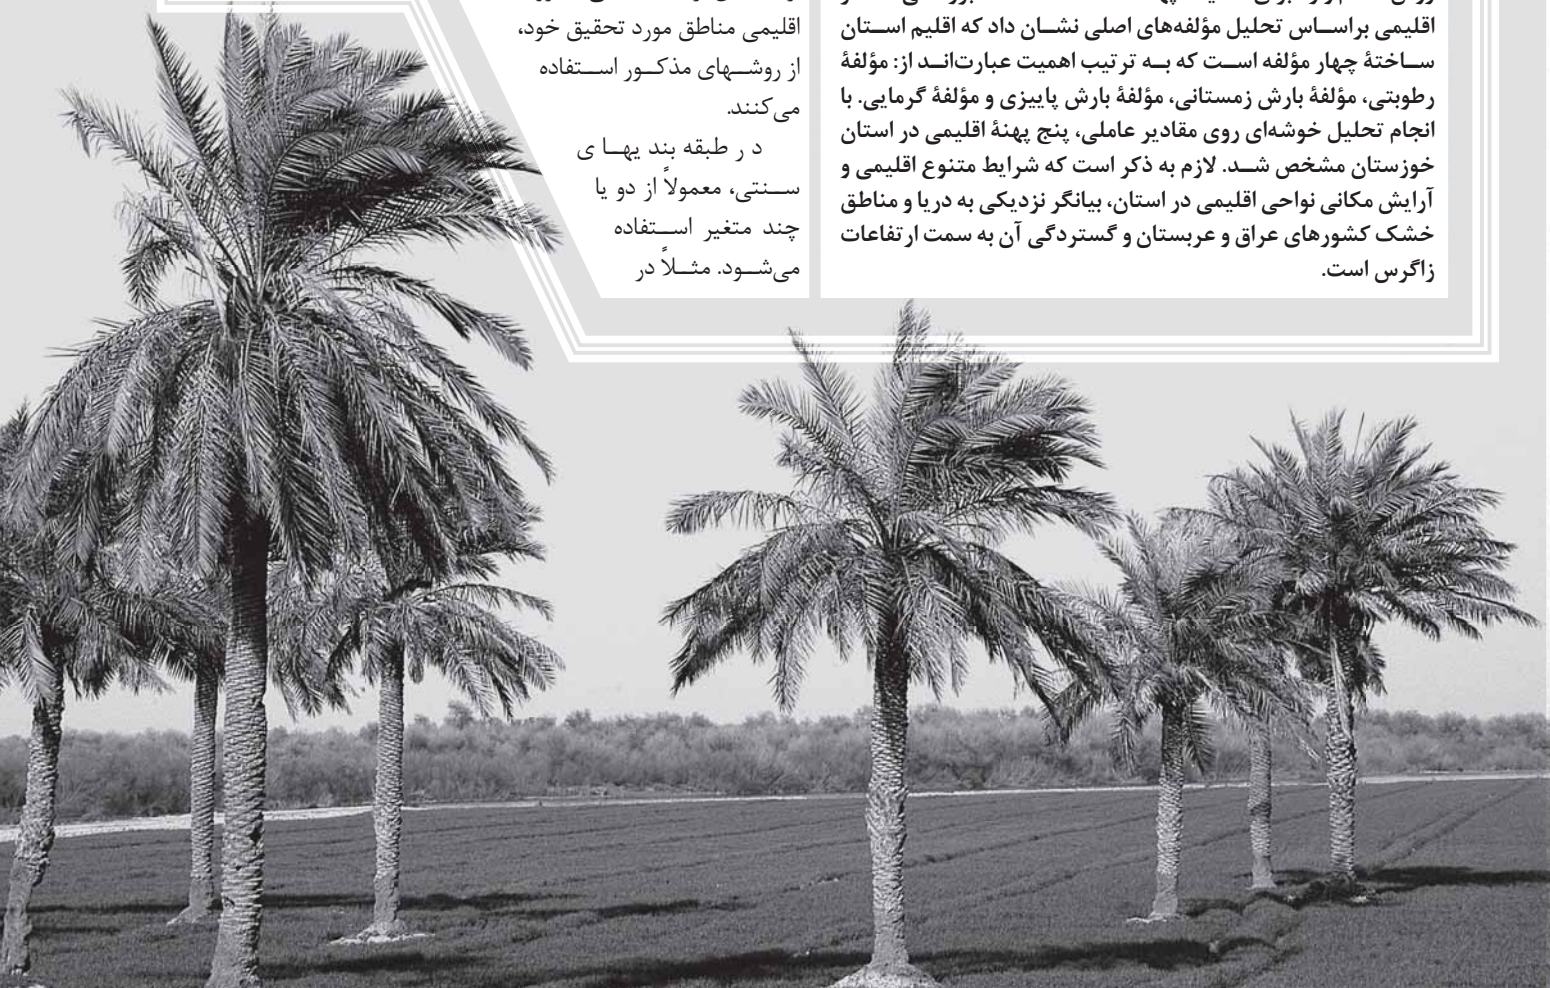 اقلیمی براساس تحلیل مؤلفه‌های اصلی نشان داد که اقلیم استان
ساختهٔ چهار مؤلفه است که به ترتیب اهمیت عبارت‌اند از: مؤلفهٔ
رطوبتی، مؤلفهٔ بارش زمستانی، مؤلفهٔ بارش پاییزی و مؤلفهٔ گرمایی. با
انجام تحلیل خوشه‌ای روی مقادیر عاملی، پنج پهنهٔ اقلیمی در استان
خوزستان مشخص شد. لازم به ذکر است که شرایط متنوع اقلیمی و
آرایش مکانی نواحی اقلیمی در استان، بیانگر نزدیکی به دریا و مناطق
خشک کشورهای عراق و عربستان و گستردگی آن به سمت ارتفاعات
زاگرس است.
اقلیمی مناطق مورد تحقیق خود،
از روشهای مذکور استفاده
می‌کنند.
در طبقه بندیهای
سنتی، معمولاً از دو یا
چند متغیر استفاده
می‌شود. مثلاً در